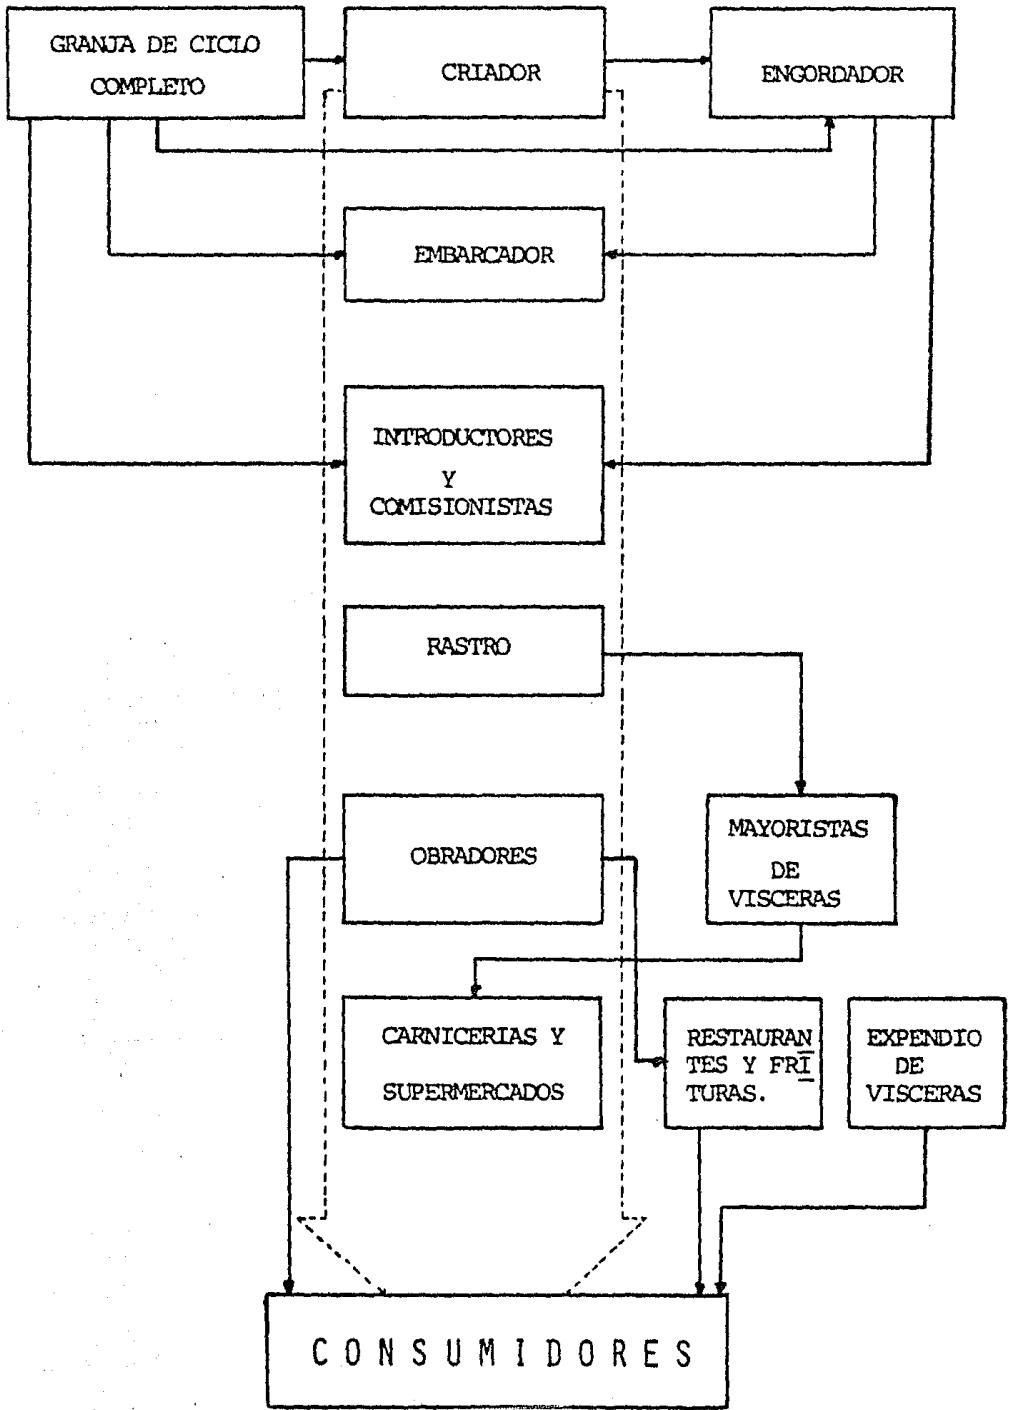 GRANJA DE CICLO
COMPLETO
CRIADOR
ENGORDADOR
EMBARCADOR
INTRODUCTORES
Y
COMISIONISTAS
RASTRO
OBRADORES
MAYORISTAS
DE
VISCERAS
CARNICERIAS Y
SUPERMERCADOS
RESTAURAN
TES Y FRI
TURAS.
EXPENDIO
DE
VISCERAS
CONSUMIDORES